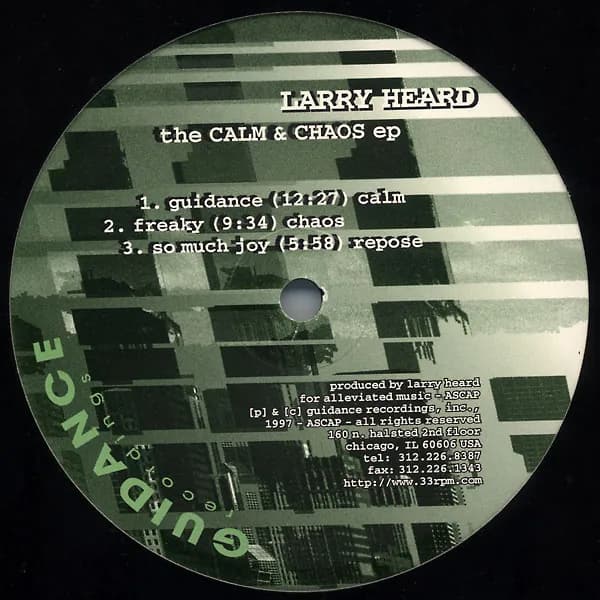 LARRY HEARD
the CALM & CHAOS ep
1. guidance (12:27) calm
2. freaky (9:34) chaos
3. so much joy (5:58) repose
produced by larry heard
for alleviated music - ASCAP
[p] & [c] guidance recordings, inc.,
1997 - ASCAP - all rights reserved
160 n. halsted 2nd floor
chicago, IL 60606 USA
tel: 312.226.8387
fax: 312.226.1343
http://www.33rpm.com
GUIDANCE
recordings